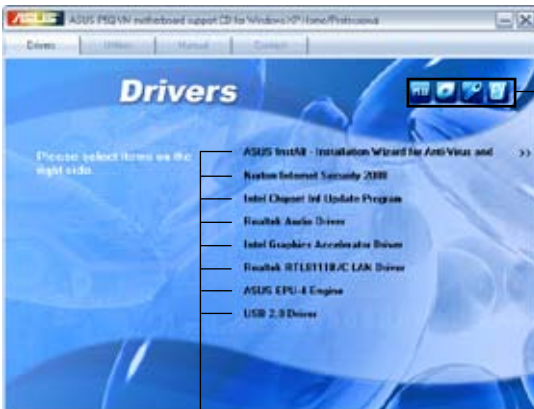 ASUS ASUS P5Q-VM motherboard support CD for Windows XP Home/Professional
Drivers Utilities Manual Contact
Drivers
Please select items on the
right side.
ASUS InstAll - Installation Wizard for Anti-Virus and >>
Norton Internet Security 2008
Intel Chipset Inf Update Program
Realtek Audio Driver
Intel Graphics Accelerator Driver
Realtek RTL8111B/C LAN Driver
ASUS EPU-4 Engine
USB 2.0 Driver